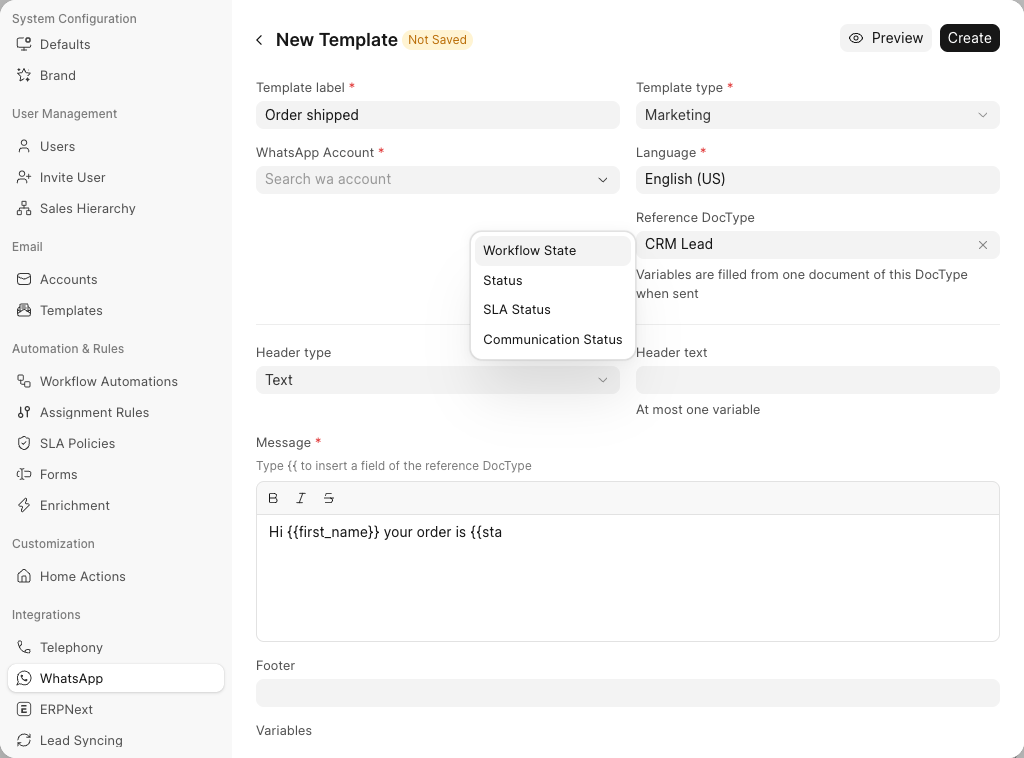 System Configuration
Defaults
Brand
User Management
Users
Invite User
Sales Hierarchy
Email
Accounts
Templates
Automation & Rules
Workflow Automations
Assignment Rules
SLA Policies
Forms
Enrichment
Customization
Home Actions
Integrations
Telephony
WhatsApp
ERPNext
Lead Syncing
New Template Not Saved
Preview
Create
Template label *
Order shipped
Template type *
Marketing
WhatsApp Account *
Search wa account
Language *
English (US)
Reference DocType
CRM Lead
Variables are filled from one document of this DocType
when sent
Workflow State
Status
SLA Status
Communication Status
Header type
Text
Header text
At most one variable
Message *
Type {{ to insert a field of the reference DocType
B I S
Hi {{first_name}} your order is {{sta
Footer
Variables